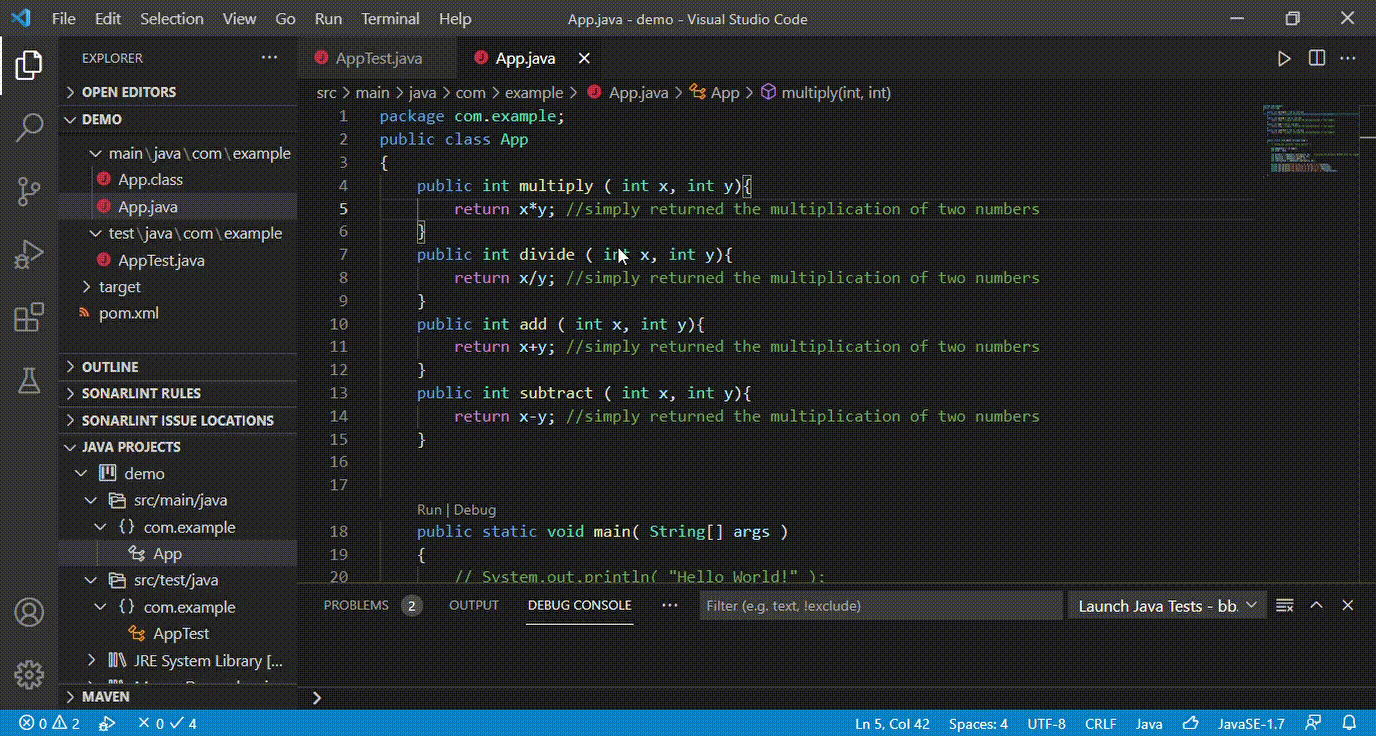 File Edit Selection View Go Run Terminal Help App.java - demo - Visual Studio Code
EXPLORER
OPEN EDITORS
DEMO
main\java\com\example
App.class
App.java
test\java\com\example
AppTest.java
target
pom.xml
OUTLINE
SONARLINT RULES
SONARLINT ISSUE LOCATIONS
JAVA PROJECTS
demo
src/main/java
com.example
App
src/test/java
com.example
AppTest
JRE System Library [...
MAVEN
AppTest.java App.java
src > main > java > com > example > App.java > App > multiply(int, int)
1 package com.example;
2 public class App
3 {
4 public int multiply ( int x, int y){
5 return x*y; //simply returned the multiplication of two numbers
6 }
7 public int divide ( int x, int y){
8 return x/y; //simply returned the multiplication of two numbers
9 }
10 public int add ( int x, int y){
11 return x+y; //simply returned the multiplication of two numbers
12 }
13 public int subtract ( int x, int y){
14 return x-y; //simply returned the multiplication of two numbers
15 }
16
17
Run | Debug
18 public static void main( String[] args )
19 {
20 // System.out.println( "Hello World!" );
PROBLEMS 2 OUTPUT DEBUG CONSOLE ... Filter (e.g. text, !exclude) Launch Java Tests - bb.
0 2 0 4 Ln 5, Col 42 Spaces: 4 UTF-8 CRLF Java JavaSE-1.7